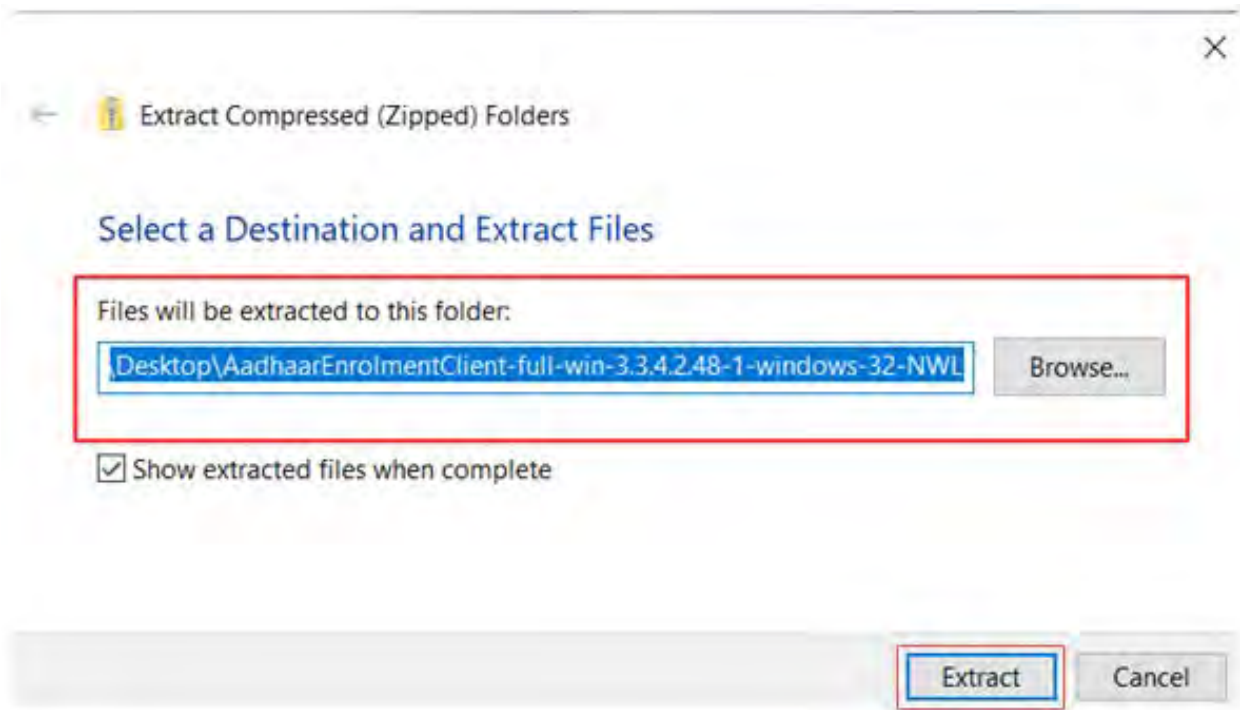 Extract Compressed (Zipped) Folders
Select a Destination and Extract Files
Files will be extracted to this folder:
\Desktop\AadhaarEnrolmentClient-full-win-3.3.4.2.48-1-windows-32-NWL
Browse...
Show extracted files when complete
Extract
Cancel